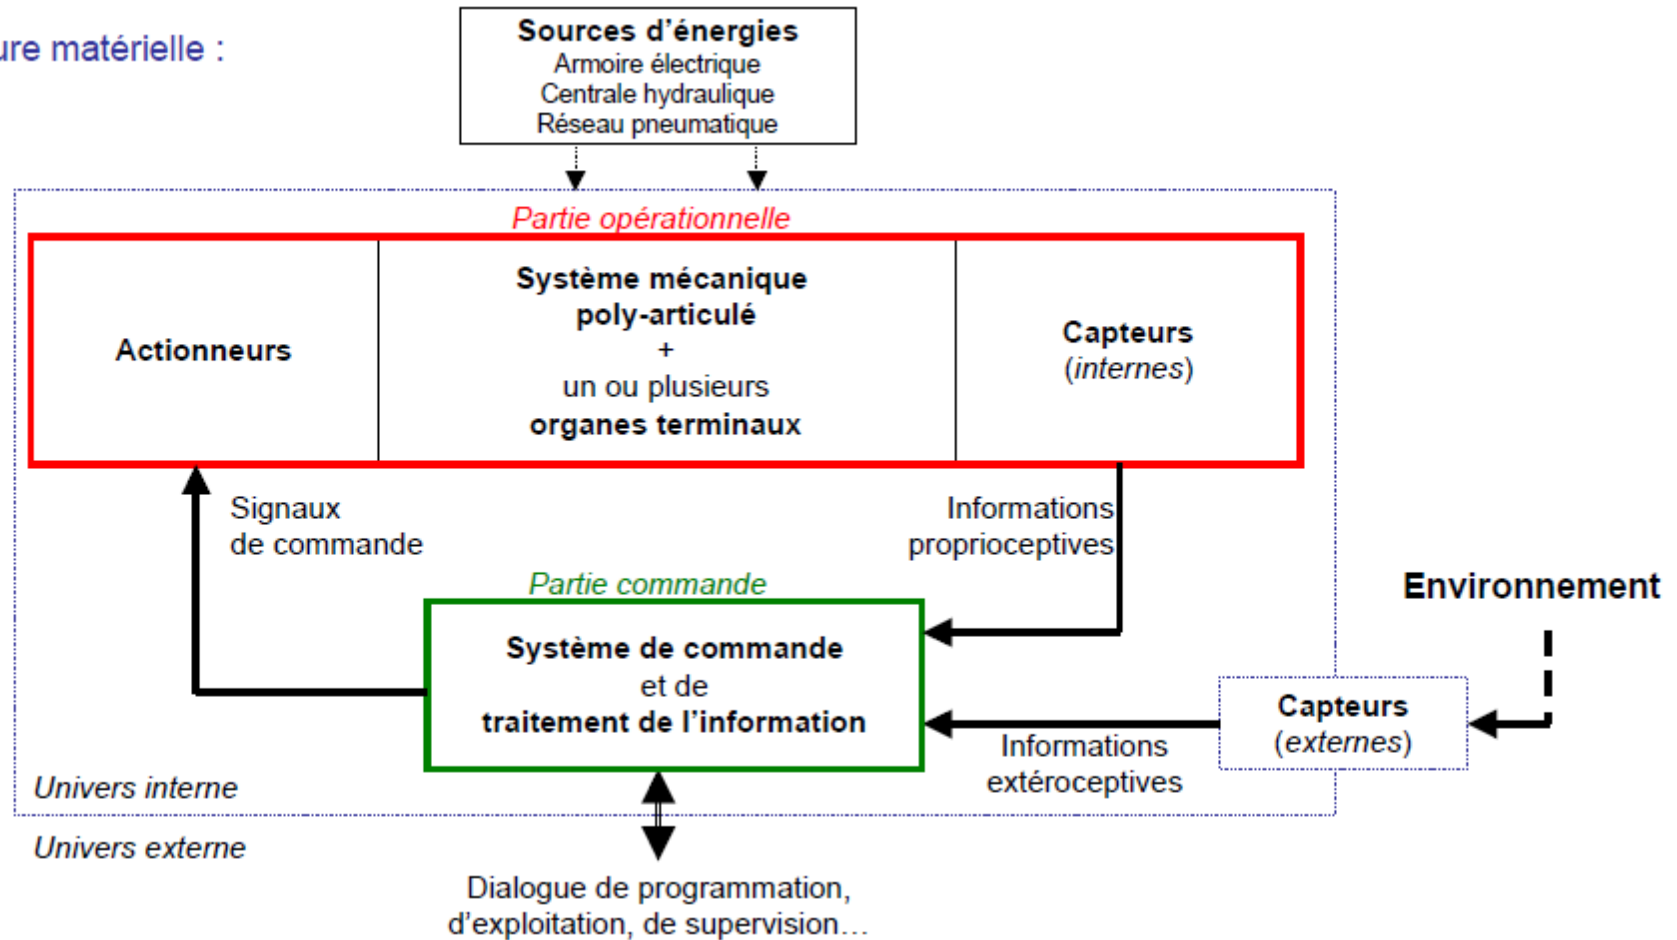 ure matérielle :
Sources d'énergies
Armoire électrique
Centrale hydraulique
Réseau pneumatique
Partie opérationnelle
Actionneurs
Système mécanique
poly-articulé
+
un ou plusieurs
organes terminaux
Capteurs
(internes)
Signaux
de commande
Informations
proprioceptives
Partie commande
Système de commande
et de
traitement de l'information
Environnement
Capteurs
(externes)
Informations
extéroceptives
Univers interne
Univers externe
Dialogue de programmation,
d'exploitation, de supervision…